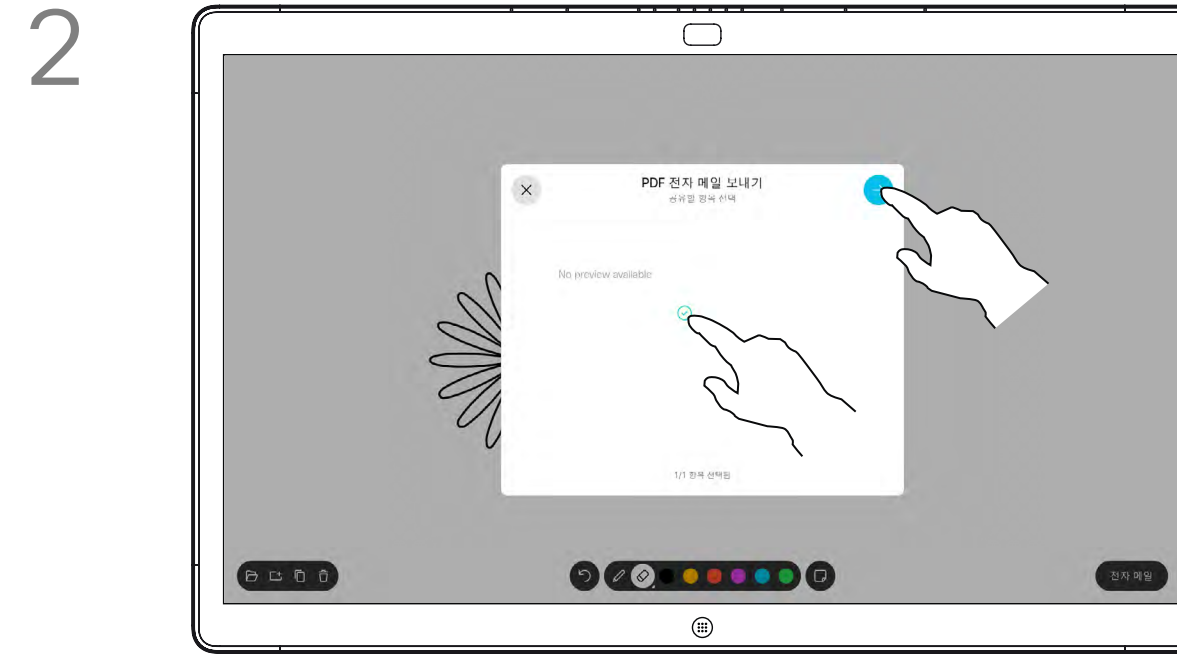 2
PDF 전자 메일 보내기
공유할 항목 선택
No preview available
1/1 항목 선택됨
전자 메일